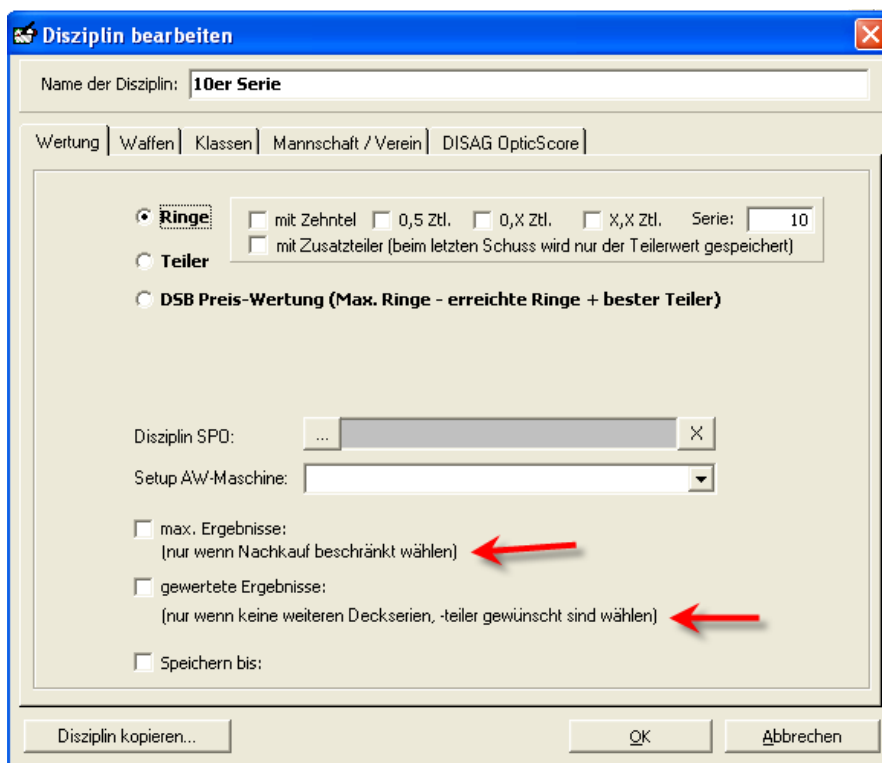 Disziplin bearbeiten
Name der Disziplin: 10er Serie
Wertung Waffen Klassen Mannschaft / Verein DISAG OpticScore
Ringe mit Zehntel 0,5 Ztl. 0,X Ztl. X,X Ztl. Serie: 10
mit Zusatzteiler (beim letzten Schuss wird nur der Teilerwert gespeichert)
Teiler
DSB Preis-Wertung (Max. Ringe - erreichte Ringe + bester Teiler)
Disziplin SPO: ... X
Setup AW-Maschine:
max. Ergebnisse:
(nur wenn Nachkauf beschränkt wählen)
gewertete Ergebnisse:
(nur wenn keine weiteren Deckserien, -teiler gewünscht sind wählen)
Speichern bis:
Disziplin kopieren... OK Abbrechen